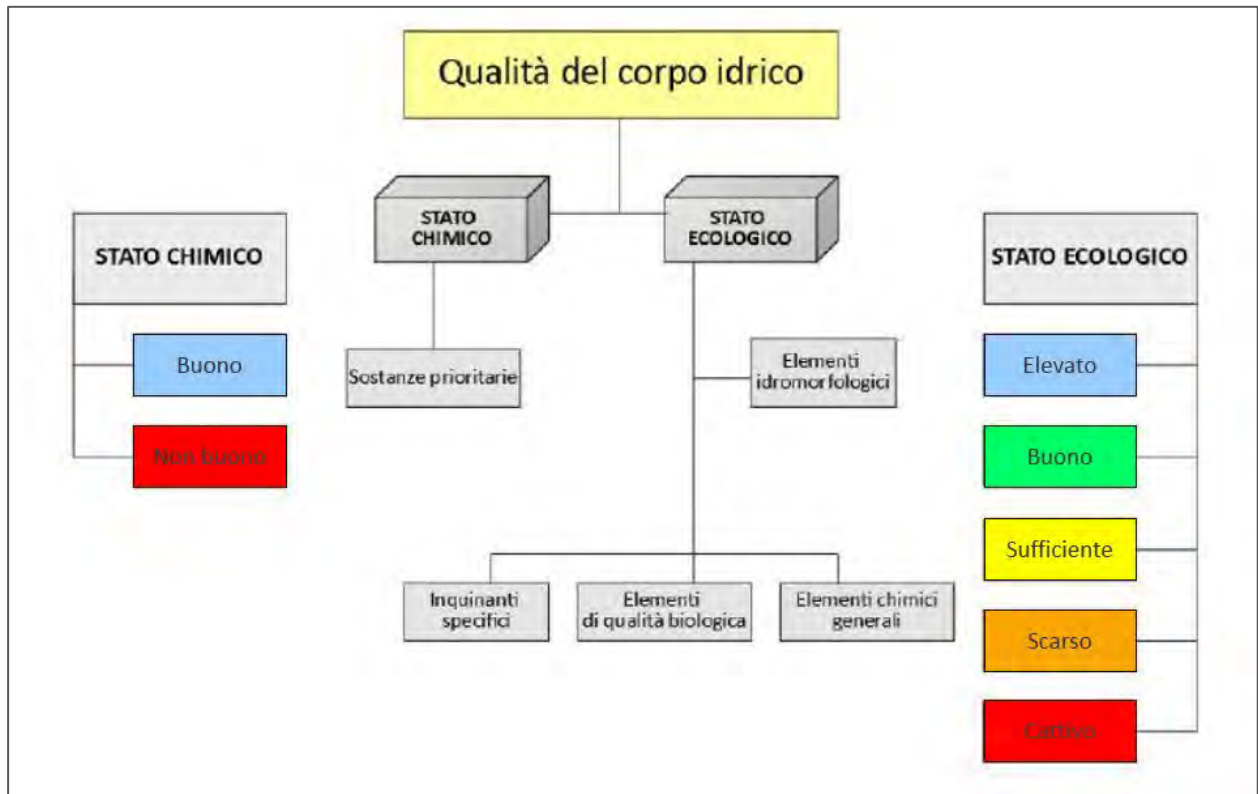 Qualità del corpo idrico
STATO
CHIMICO
STATO
ECOLOGICO
STATO CHIMICO
Buono
Non buono
Sostanze prioritarie
Elementi
idromorfologici
Inquinanti
specifici
Elementi
di qualità biologica
Elementi chimici
generali
STATO ECOLOGICO
Elevato
Buono
Sufficiente
Scarso
Cattivo